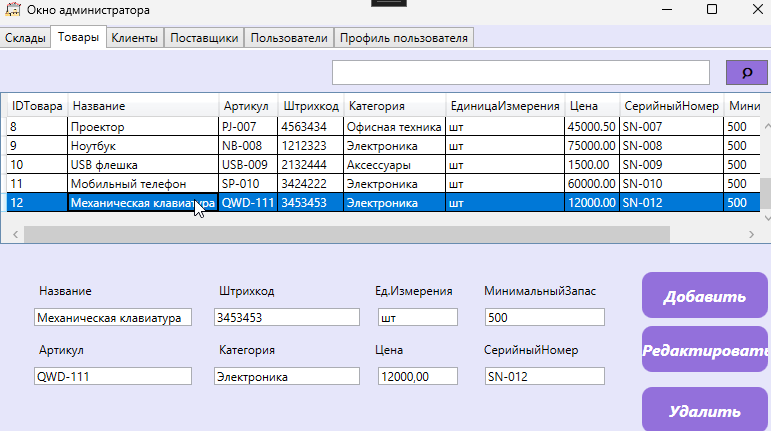 Окно администратора
Склады Товары Клиенты Поставщики Пользователи Профиль пользователя
IDТовара Название Артикул Штрихкод Категория ЕдиницаИзмерения Цена СерийныйНомер Мини
8 Проектор PJ-007 4563434 Офисная техника шт 45000.50 SN-007 500
9 Ноутбук NB-008 1212323 Электроника шт 75000.00 SN-008 500
10 USB флешка USB-009 2132444 Аксессуары шт 1500.00 SN-009 500
11 Мобильный телефон SP-010 3424222 Электроника шт 60000.00 SN-010 500
12 Механическая клавиатура QWD-111 3453453 Электроника шт 12000.00 SN-012 500
Название Штрихкод Ед.Измерения МинимальныйЗапас
Механическая клавиатура 3453453 шт 500
Добавить
Артикул Категория Цена СерийныйНомер
Редактировать
QWD-111 Электроника 12000,00 SN-012
Удалить